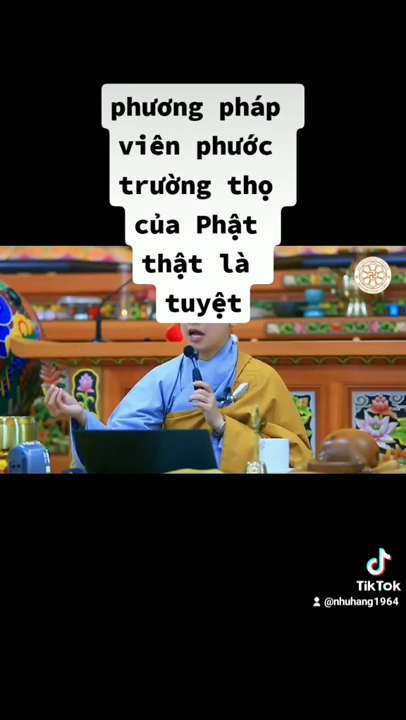 phương pháp
viên phước
trường thọ
của Phật
thật là
tuyệt
TikTok
@nhuhang1964